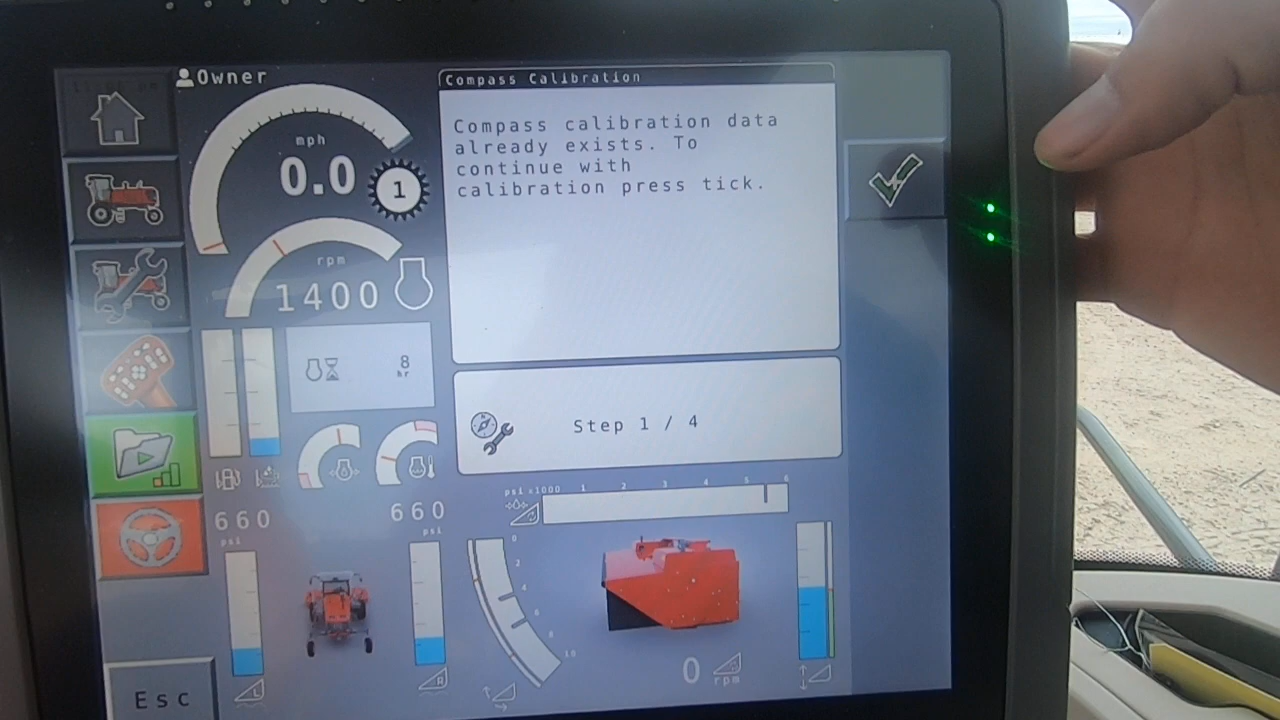 Owner
Compass Calibration
mph
0.0
1
Compass calibration data
already exists. To
continue with
calibration press tick.
rpm
1400
8
hr
Step 1 / 4
660
psi
660
psi
psi x1000 1 2 3 4 5 6
0
2
4
6
10
0
rpm
L
R
Esc